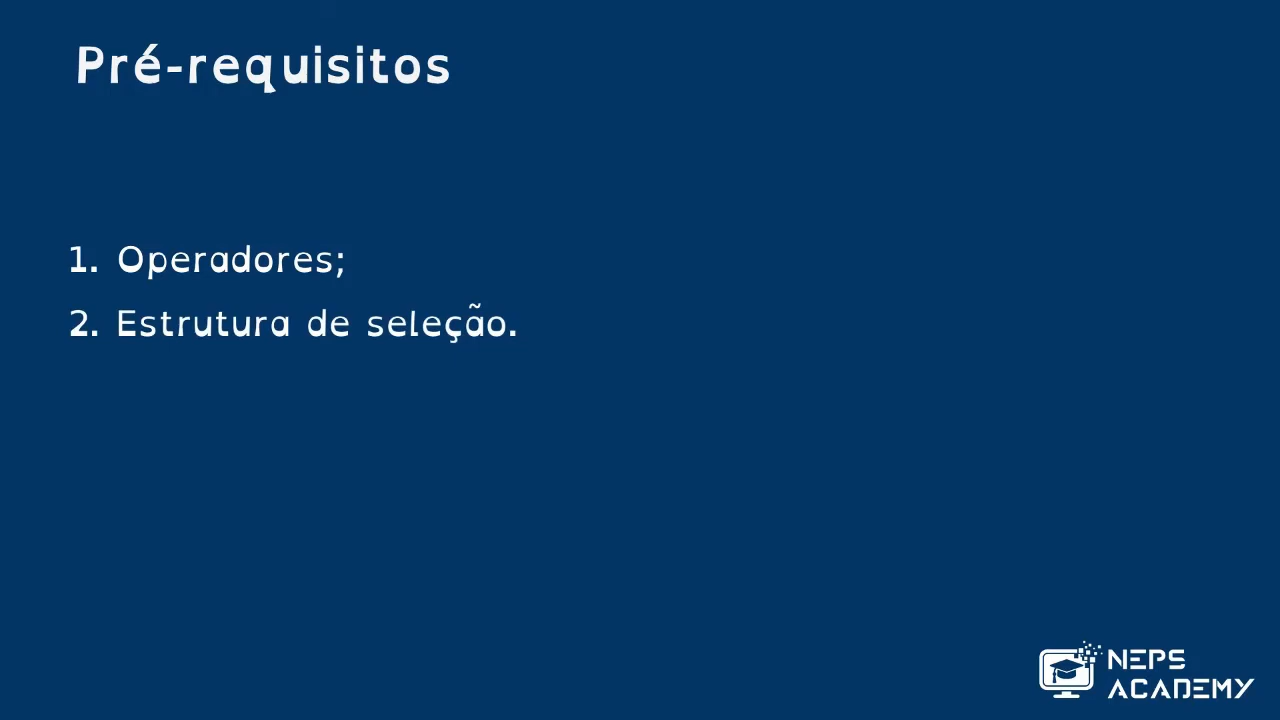 Pré-requisitos
1. Operadores;
2. Estrutura de seleção.
NEPS
ACADEMY